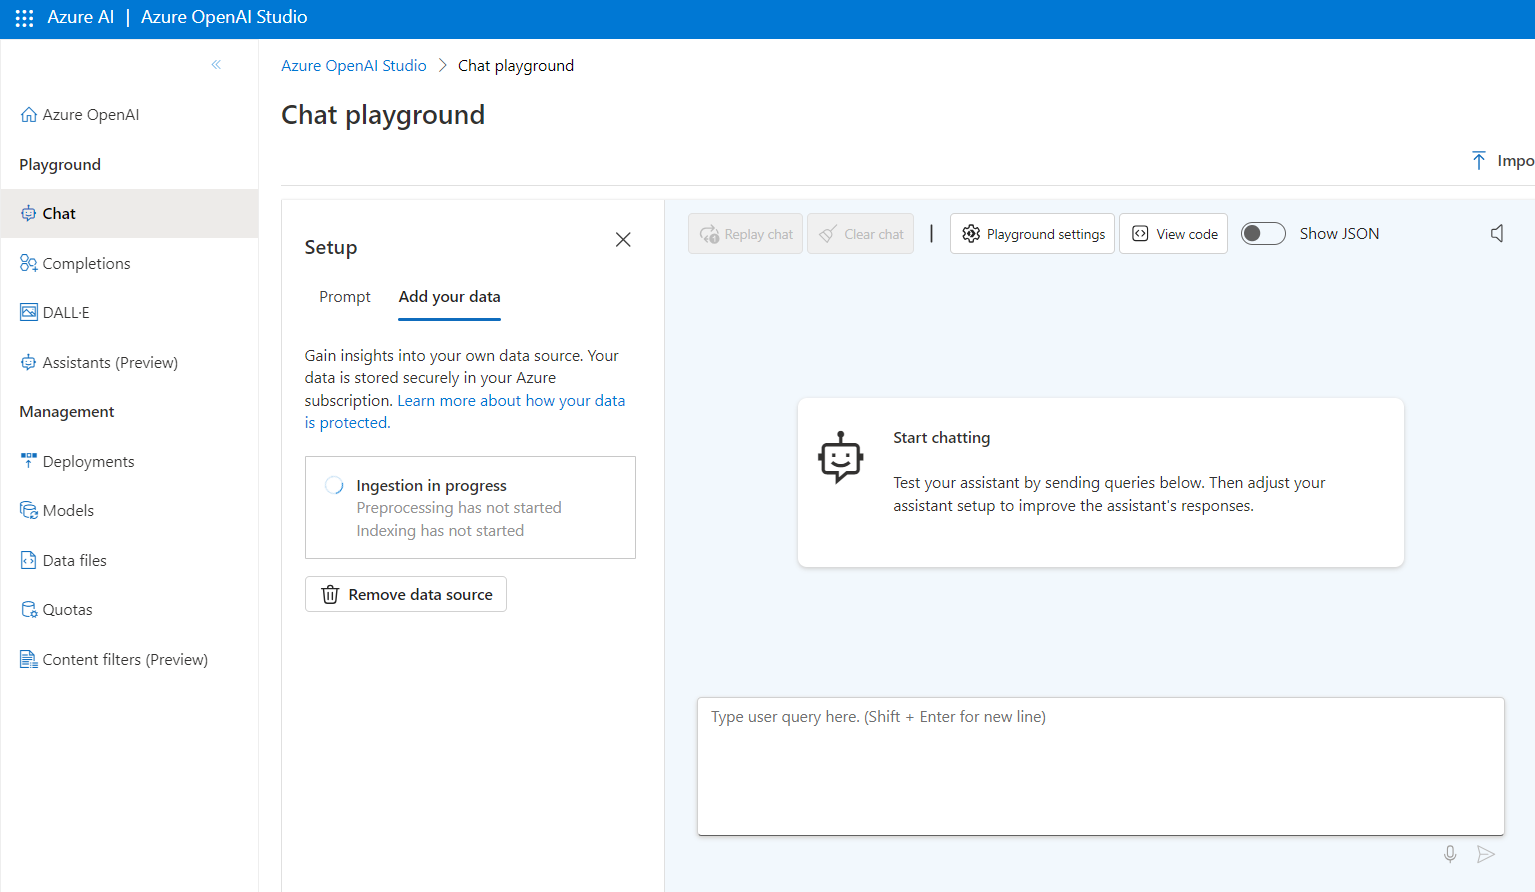 Azure AI | Azure OpenAI Studio
Azure OpenAI Studio > Chat playground
Chat playground
Azure OpenAI
Playground
Chat
Completions
DALL·E
Assistants (Preview)
Management
Deployments
Models
Data files
Quotas
Content filters (Preview)
Impo
Setup
Prompt
Add your data
Gain insights into your own data source. Your
data is stored securely in your Azure
subscription. Learn more about how your data
is protected.
Ingestion in progress
Preprocessing has not started
Indexing has not started
Remove data source
Replay chat
Clear chat
Playground settings
View code
Show JSON
Start chatting
Test your assistant by sending queries below. Then adjust your
assistant setup to improve the assistant's responses.
Type user query here. (Shift + Enter for new line)